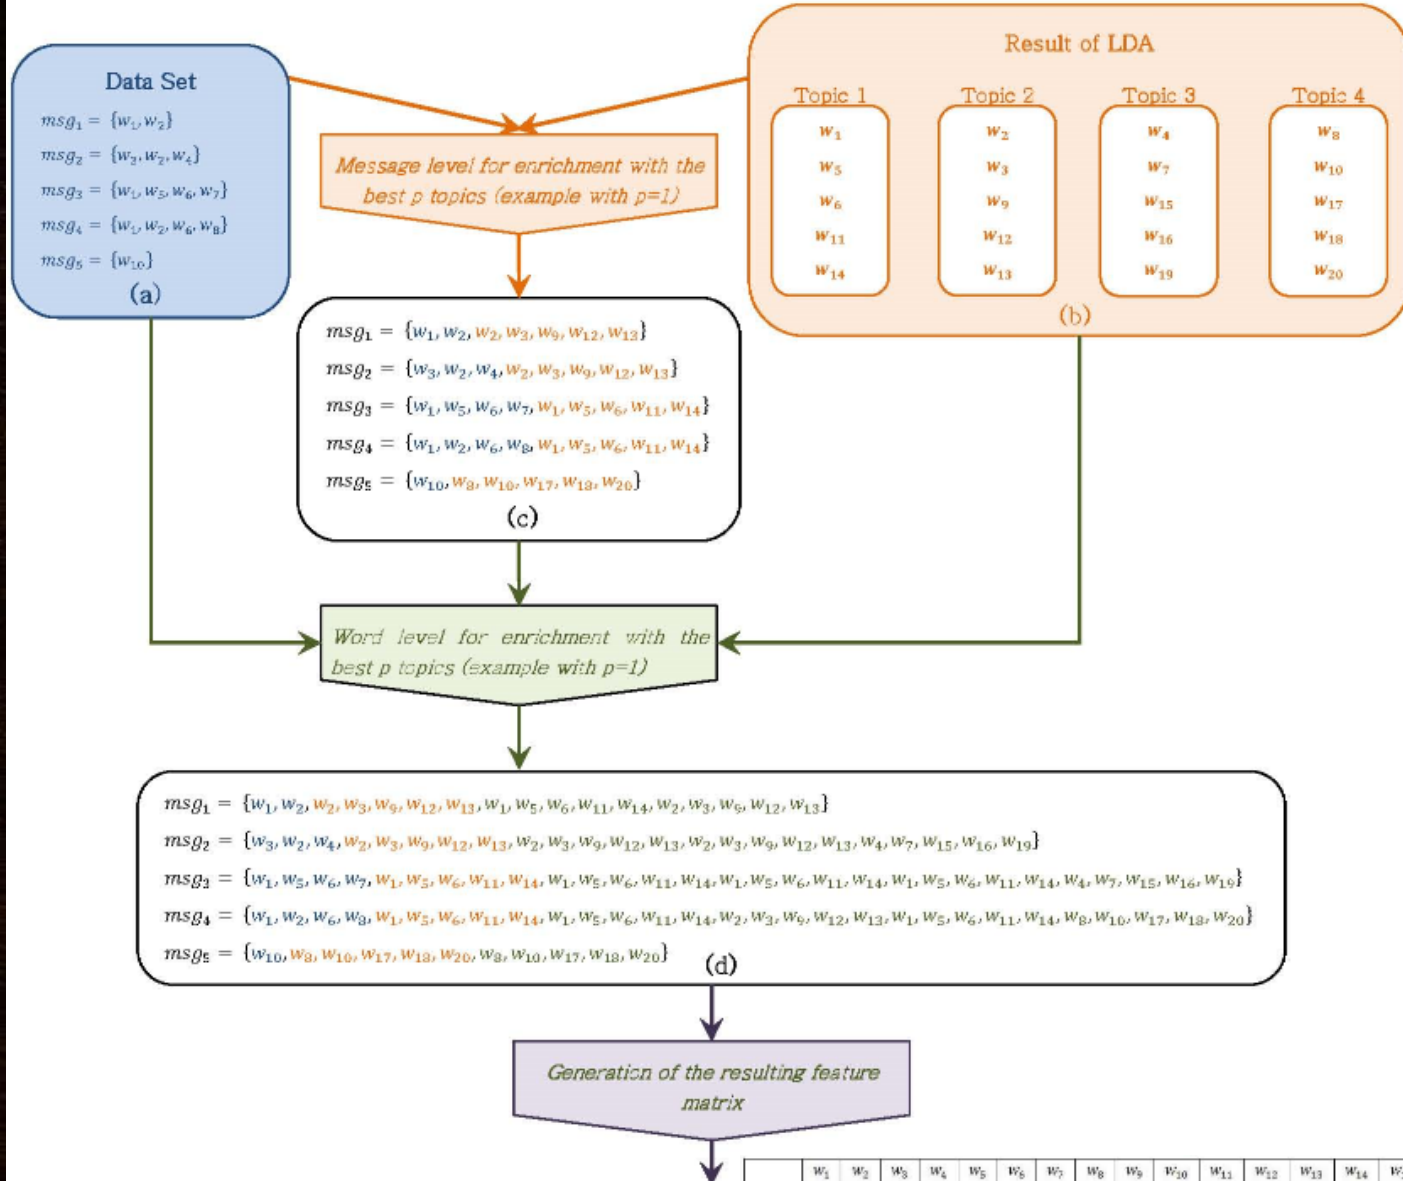 Data Set
msg₁ = {w₁, w₂}
msg₂ = {w₃, w₂, w₄}
msg₃ = {w₁, w₅, w₆, w₇}
msg₄ = {w₁, w₂, w₆, w₈}
msg₅ = {w₁₀}
(a)
Result of LDA
Topic 1 Topic 2 Topic 3 Topic 4
w₁ w₂ w₄ w₈
w₅ w₃ w₇ w₁₀
w₆ w₉ w₁₅ w₁₇
w₁₁ w₁₂ w₁₆ w₁₈
w₁₄ w₁₃ w₁₉ w₂₀
(b)
Message level for enrichment with the
best p topics (example with p=1)
msg₁ = {w₁, w₂, w₂, w₃, w₉, w₁₂, w₁₃}
msg₂ = {w₃, w₂, w₄, w₂, w₃, w₉, w₁₂, w₁₃}
msg₃ = {w₁, w₅, w₆, w₇, w₁, w₅, w₆, w₁₁, w₁₄}
msg₄ = {w₁, w₂, w₆, w₈, w₁, w₅, w₆, w₁₁, w₁₄}
msg₅ = {w₁₀, w₈, w₁₀, w₁₇, w₁₈, w₂₀}
(c)
Word level for enrichment with the
best p topics (example with p=1)
msg₁ = {w₁, w₂, w₂, w₃, w₉, w₁₂, w₁₃, w₁, w₅, w₆, w₁₁, w₁₄, w₂, w₃, w₉, w₁₂, w₁₃}
msg₂ = {w₃, w₂, w₄, w₂, w₃, w₉, w₁₂, w₁₃, w₂, w₃, w₉, w₁₂, w₁₃, w₂, w₃, w₉, w₁₂, w₁₃, w₄, w₇, w₁₅, w₁₆, w₁₉}
msg₃ = {w₁, w₅, w₆, w₇, w₁, w₅, w₆, w₁₁, w₁₄, w₁, w₅, w₆, w₁₁, w₁₄, w₁, w₅, w₆, w₁₁, w₁₄, w₁, w₅, w₆, w₁₁, w₁₄, w₄, w₇, w₁₅, w₁₆, w₁₉}
msg₄ = {w₁, w₂, w₆, w₈, w₁, w₅, w₆, w₁₁, w₁₄, w₁, w₅, w₆, w₁₁, w₁₄, w₂, w₃, w₉, w₁₂, w₁₃, w₁, w₅, w₆, w₁₁, w₁₄, w₈, w₁₀, w₁₇, w₁₈, w₂₀}
msg₅ = {w₁₀, w₈, w₁₀, w₁₇, w₁₈, w₂₀, w₈, w₁₀, w₁₇, w₁₈, w₂₀}
(d)
Generation of the resulting feature
matrix
w₁ w₂ w₃ w₄ w₅ w₆ w₇ w₈ w₉ w₁₀ w₁₁ w₁₂ w₁₃ w₁₄